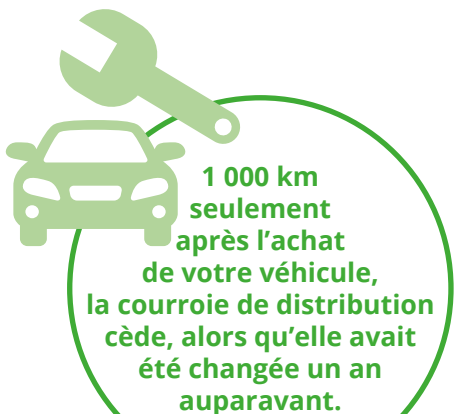 1 000 km
seulement
après l’achat
de votre véhicule,
la courroie de distribution
cède, alors qu’elle avait
été changée un an
auparavant.